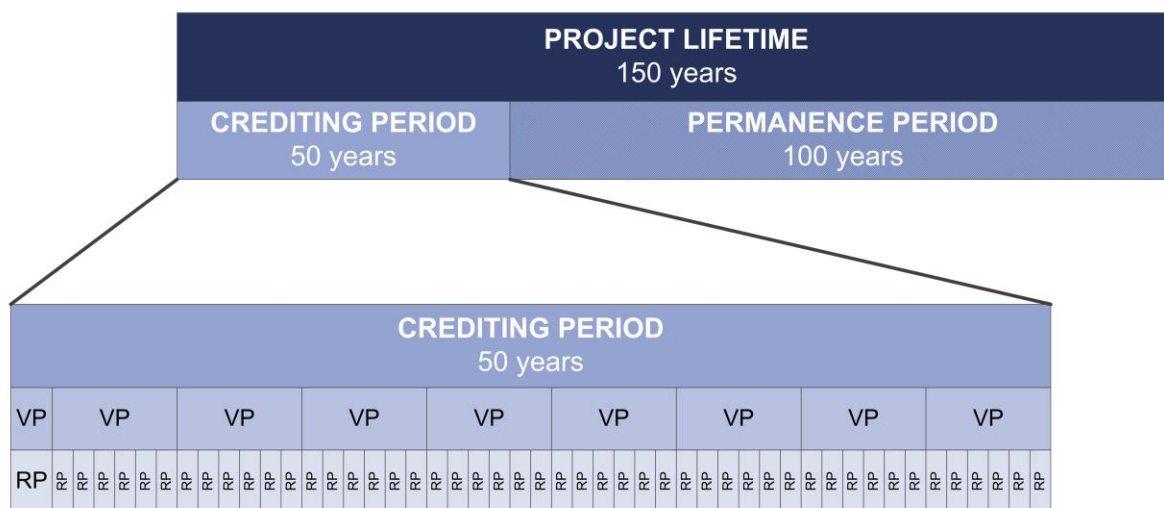 PROJECT LIFETIME
150 years
CREDITING PERIOD
50 years
PERMANENCE PERIOD
100 years
CREDITING PERIOD
50 years
VP VP VP VP VP VP VP VP VP
RP RP RP RP RP RP RP RP RP RP RP RP RP RP RP RP RP RP RP RP RP RP RP RP RP RP RP RP RP RP RP RP RP RP RP RP RP RP RP RP RP RP RP RP RP RP RP RP RP